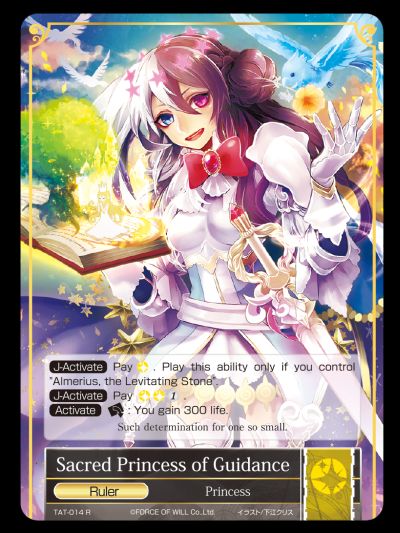 J-Activate Pay . Play this ability only if you control
"Almerius, the Levitating Stone".
J-Activate Pay 1 .
Activate : You gain 300 life.
Such determination for one so small.
Sacred Princess of Guidance
Ruler Princess
TAT-014 R ©FORCE OF WILL Co.,Ltd. イラスト/下江クリス